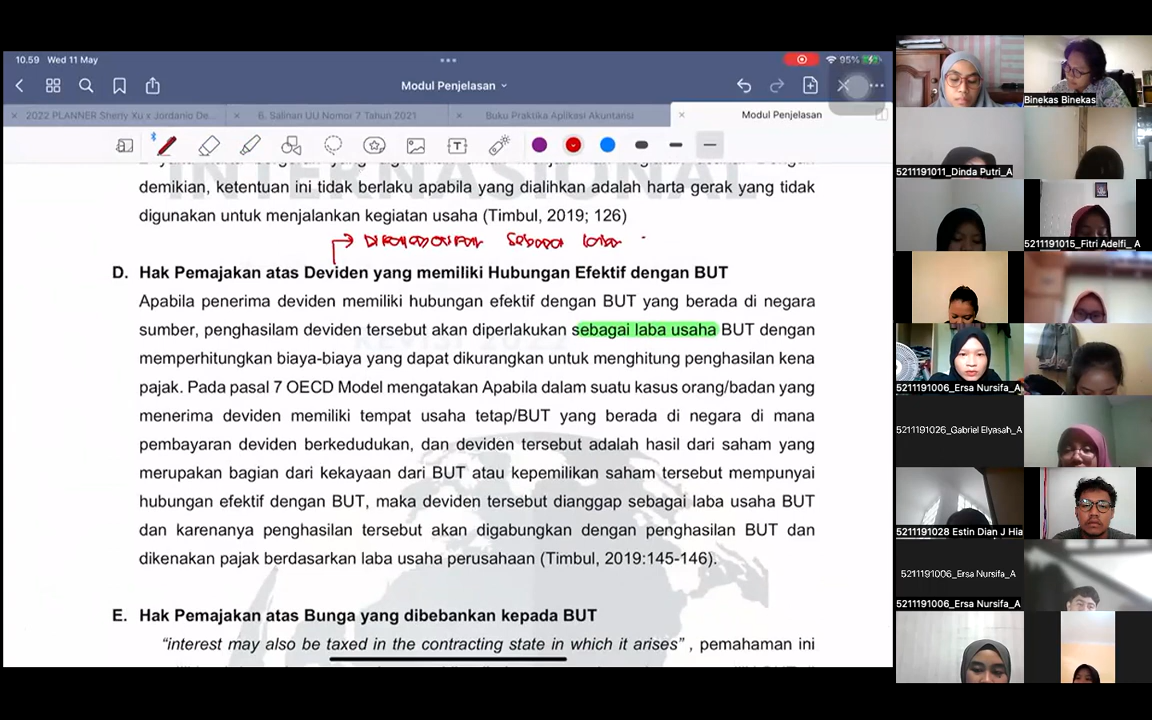 10.59 Wed 11 May
95%
Modul Penjelasan
2022 PLANNER Sherly Xu x Jordanio De...
6. Salinan UU Nomor 7 Tahun 2021
Buku Praktika Aplikasi Akuntansi
Modul Penjelasan
INTERNASIONAL
demikian, ketentuan ini tidak berlaku apabila yang dialihkan adalah harta gerak yang tidak
digunakan untuk menjalankan kegiatan usaha (Timbul, 2019; 126)
sebagai laba
D. Hak Pemajakan atas Deviden yang memiliki Hubungan Efektif dengan BUT
Apabila penerima deviden memiliki hubungan efektif dengan BUT yang berada di negara
sumber, penghasilam deviden tersebut akan diperlakukan sebagai laba usaha BUT dengan
REVISI 2022
memperhitungkan biaya-biaya yang dapat dikurangkan untuk menghitung penghasilan kena
pajak. Pada pasal 7 OECD Model mengatakan Apabila dalam suatu kasus orang/badan yang
menerima deviden memiliki tempat usaha tetap/BUT yang berada di negara di mana
pembayaran deviden berkedudukan, dan deviden tersebut adalah hasil dari saham yang
merupakan bagian dari kekayaan dari BUT atau kepemilikan saham tersebut mempunyai
hubungan efektif dengan BUT, maka deviden tersebut dianggap sebagai laba usaha BUT
dan karenanya penghasilan tersebut akan digabungkan dengan penghasilan BUT dan
dikenakan pajak berdasarkan laba usaha perusahaan (Timbul, 2019:145-146).
E. Hak Pemajakan atas Bunga yang dibebankan kepada BUT
"interest may also be taxed in the contracting state in which it arises" , pemahaman ini
Binekas Binekas
5211191011_Dinda Putri_A
5211191015_Fitri Adelfi_ A
5211191006_Ersa Nursifa_A
5211191026_Gabriel Elyasah_A
5211191028 Estin Dian J Hia
5211191006_Ersa Nursifa_A
5211191006_Ersa Nursifa_A